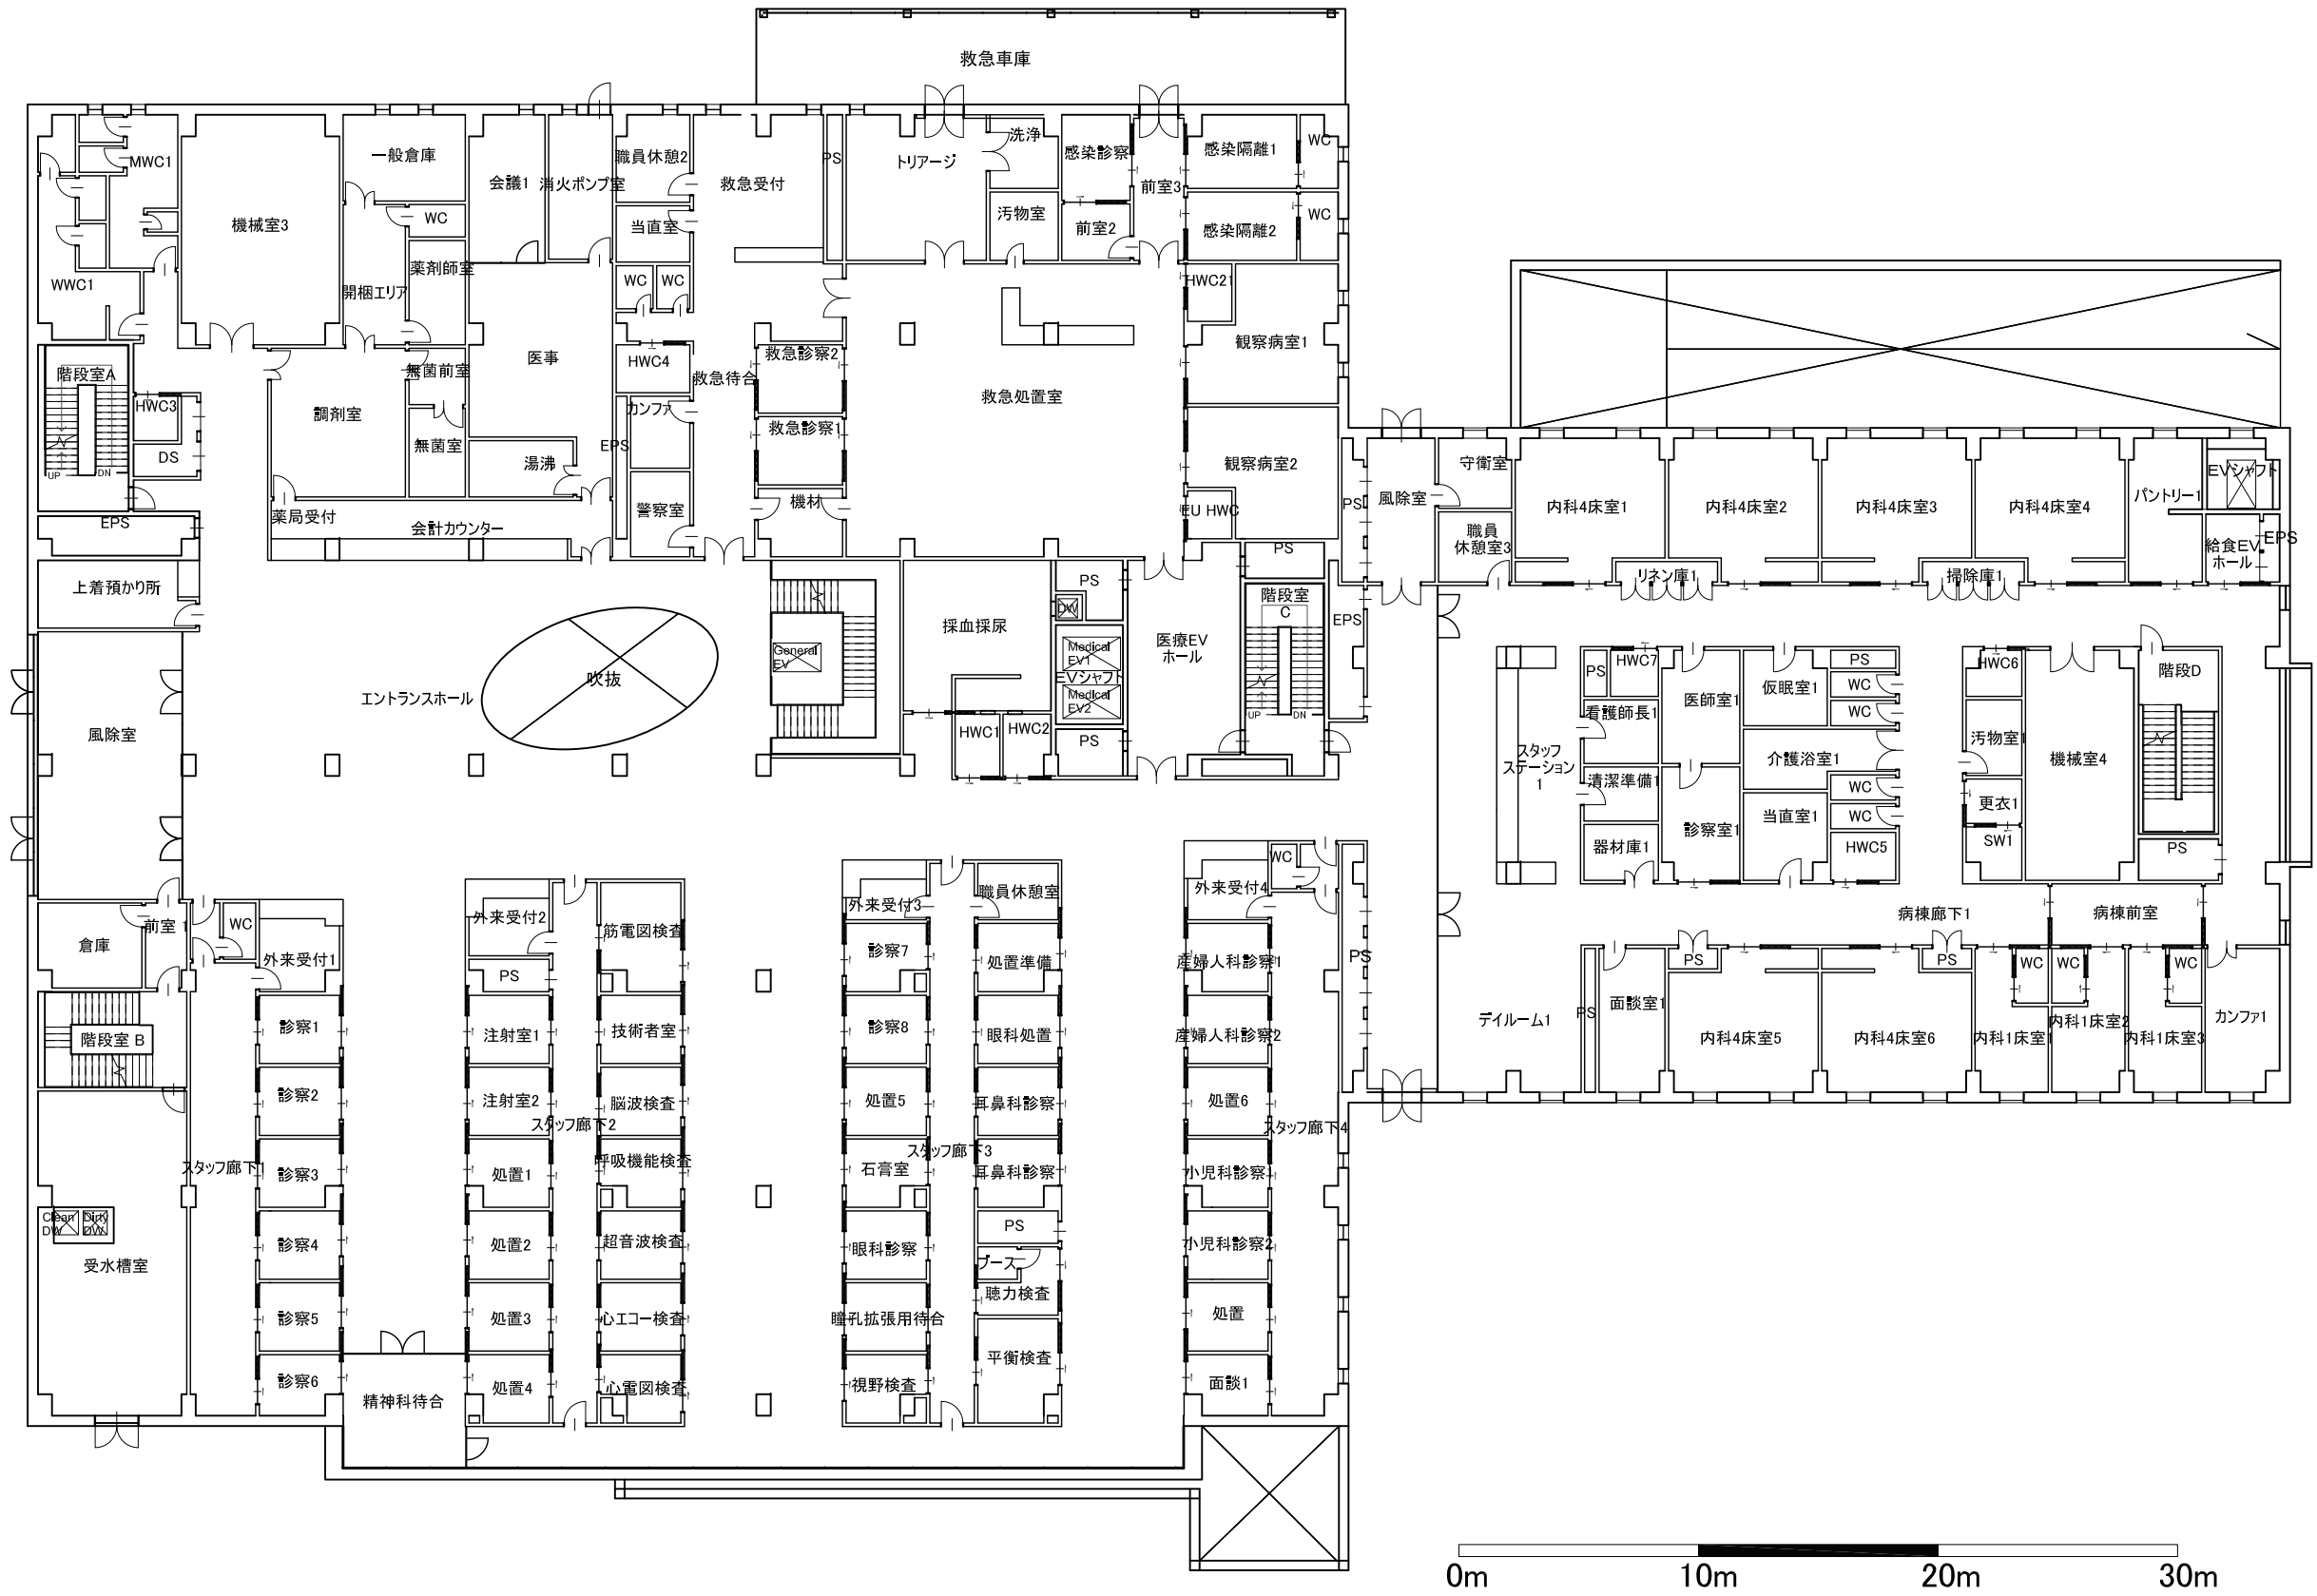 救急車庫
MWC1
一般倉庫
会議1
消火ポンプ室
職員休憩2
救急受付
PS
トリアージ
洗浄
感染診察
前室3
感染隔離1
WC
機械室3
WC
当直室
汚物室
前室2
感染隔離2
WC
WWC1
開梱エリア
薬剤師室
WC
WC
HWC21
階段室A
UP
DN
HWC3
DS
調剤室
無菌前室
無菌室
医事
湯沸
HWC4
カンファ
EPS
警察室
救急待合
救急診察2
救急診察1
機材
救急処置室
観察病室1
観察病室2
EU HWC
PS
風除室
守衛室
職員
休憩室3
内科4床室1
内科4床室2
内科4床室3
内科4床室4
パントリー1
EVシャフト
給食EV
ホール
EPS
リネン庫1
掃除庫1
EPS
薬局受付
会計カウンター
上着預かり所
エントランスホール
吹抜
General
EV
採血採尿
PS
DW
Medical
EV1
EVシャフト
Medical
EV2
PS
HWC1
HWC2
医療EV
ホール
PS
階段室
C
UP
DN
EPS
風除室
スタッフ
ステーション
1
PS
HWC7
看護師長1
清潔準備1
器材庫1
医師室1
診察室1
仮眠室1
介護浴室1
当直室1
PS
WC
WC
WC
WC
HWC5
HWC6
汚物室1
更衣1
SW1
機械室4
階段D
PS
病棟廊下1
病棟前室
倉庫
前室 1
WC
外来受付1
外来受付2
PS
筋電図検査
外来受付3
職員休憩室
外来受付4
WC
PS
階段室 B
診察1
診察2
診察3
診察4
診察5
診察6
スタッフ廊下1
Clean
DW
Dirty
DW
受水槽室
精神科待合
注射室1
注射室2
処置1
処置2
処置3
処置4
スタッフ廊下2
技術者室
脳波検査
呼吸機能検査
超音波検査
心エコー検査
心電図検査
診察7
診察8
処置5
石膏室
眼科診察
瞳孔拡張用待合
視野検査
スタッフ廊下3
処置準備
眼科処置
耳鼻科診察
耳鼻科診察
PS
ブース
聴力検査
平衡検査
産婦人科診察1
産婦人科診察2
処置6
小児科診察1
小児科診察2
処置
面談1
スタッフ廊下4
デイルーム1
PS
面談室1
PS
内科4床室5
内科4床室6
PS
WC
WC
WC
内科1床室1
内科1床室2
内科1床室3
カンファ1
0m
10m
20m
30m